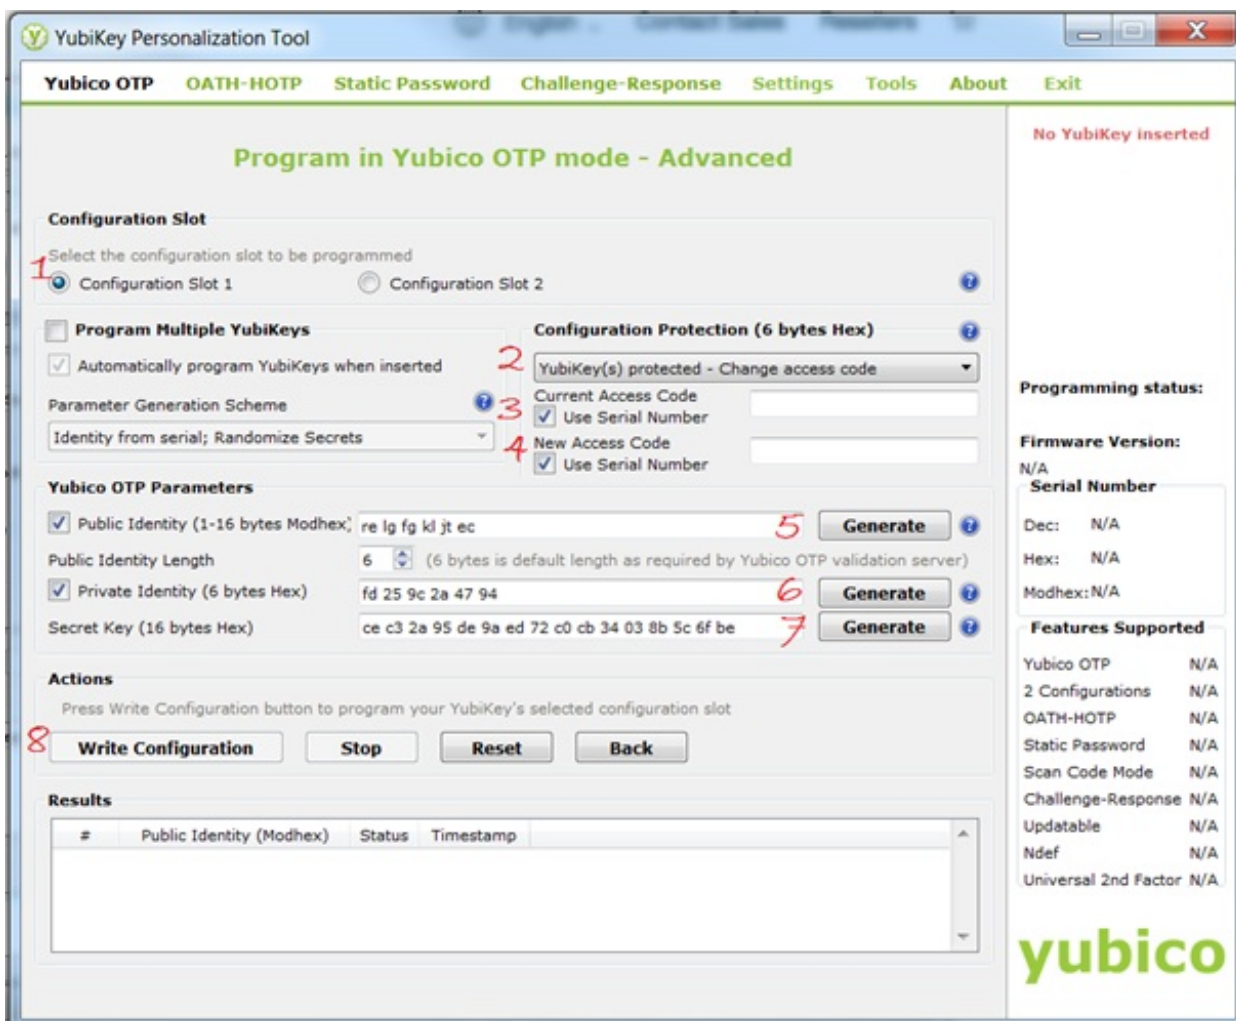 English
Contact Sales
Resellers
YubiKey Personalization Tool
Yubico OTP OATH-HOTP Static Password Challenge-Response Settings Tools About Exit
No YubiKey inserted
Program in Yubico OTP mode - Advanced
Configuration Slot
Select the configuration slot to be programmed
1
Configuration Slot 1 Configuration Slot 2
Program Multiple YubiKeys
Automatically program YubiKeys when inserted
Parameter Generation Scheme
Identity from serial; Randomize Secrets
Configuration Protection (6 bytes Hex)
2 YubiKey(s) protected - Change access code
Current Access Code
3 Use Serial Number
New Access Code
4 Use Serial Number
Yubico OTP Parameters
Public Identity (1-16 bytes Modhex) re lg fg kl jt ec 5 Generate
Public Identity Length 6 (6 bytes is default length as required by Yubico OTP validation server)
Private Identity (6 bytes Hex) fd 25 9c 2a 47 94 6 Generate
Secret Key (16 bytes Hex) ce c3 2a 95 de 9a ed 72 c0 cb 34 03 8b 5c 6f be 7 Generate
Actions
Press Write Configuration button to program your YubiKey's selected configuration slot
8 Write Configuration Stop Reset Back
Results
# Public Identity (Modhex) Status Timestamp
Programming status:
Firmware Version:
N/A
Serial Number
Dec: N/A
Hex: N/A
Modhex: N/A
Features Supported
Yubico OTP N/A
2 Configurations N/A
OATH-HOTP N/A
Static Password N/A
Scan Code Mode N/A
Challenge-Response N/A
Updatable N/A
Ndef N/A
Universal 2nd Factor N/A
yubico